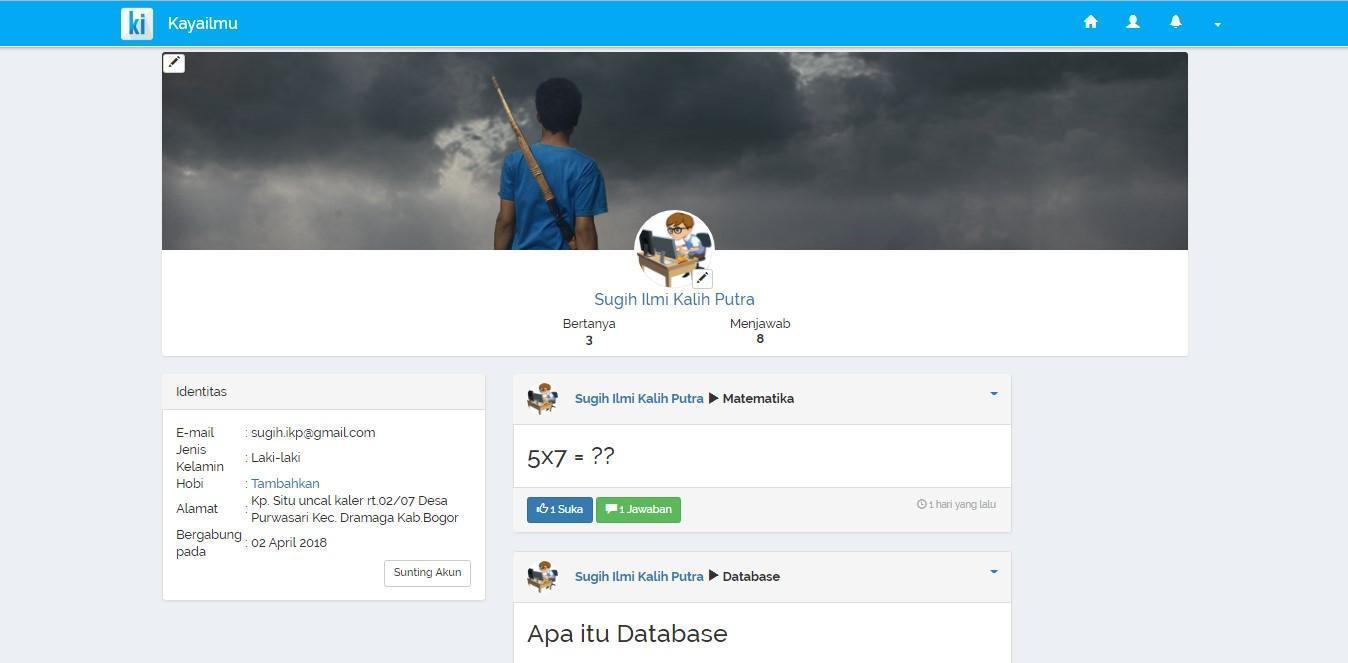 ki Kayailmu
Sugih Ilmi Kalih Putra
Bertanya Menjawab
3 8
Identitas
E-mail : sugih.ikp@gmail.com
Jenis
Kelamin : Laki-laki
Hobi : Tambahkan
Alamat : Kp. Situ uncal kaler rt.02/07 Desa
Purwasari Kec. Dramaga Kab.Bogor
Bergabung
pada : 02 April 2018
Sunting Akun
Sugih Ilmi Kalih Putra ▶ Matematika
5x7 = ??
1 Suka 1 Jawaban 1 hari yang lalu
Sugih Ilmi Kalih Putra ▶ Database
Apa itu Database